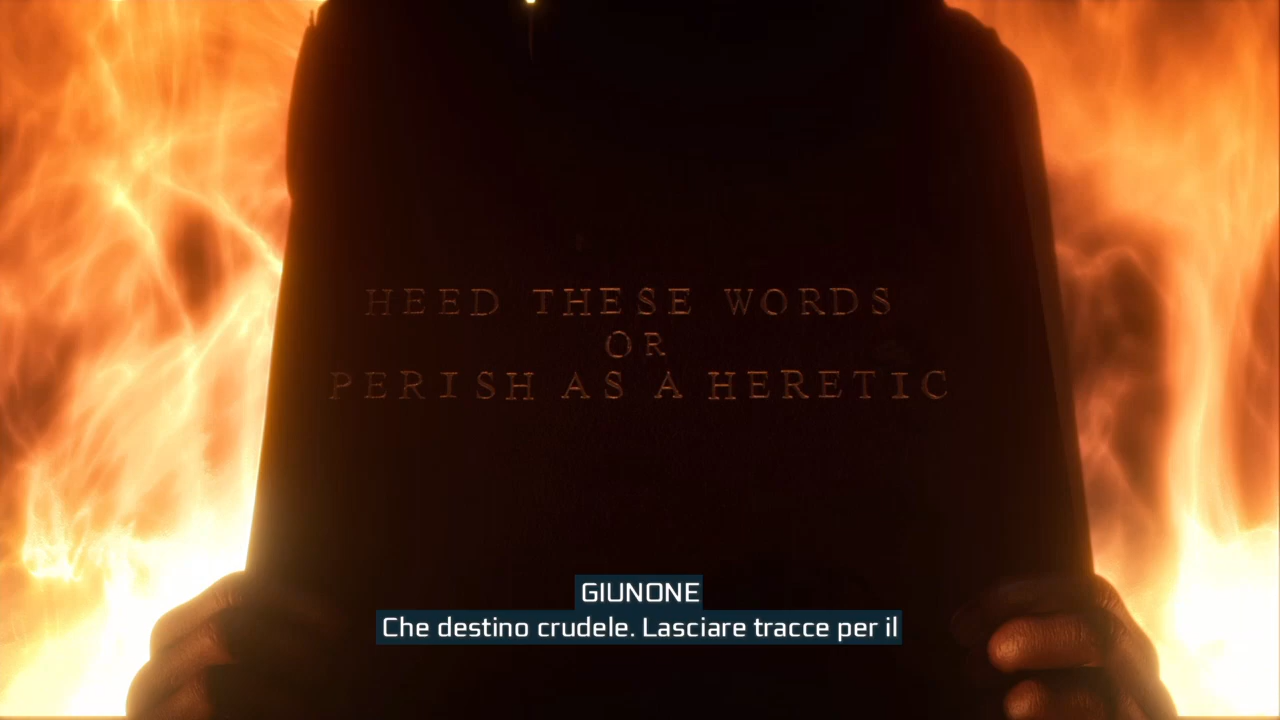 HEED THESE WORDS
OR
PERISH AS A HERETIC
GIUNONE
Che destino crudele. Lasciare tracce per il